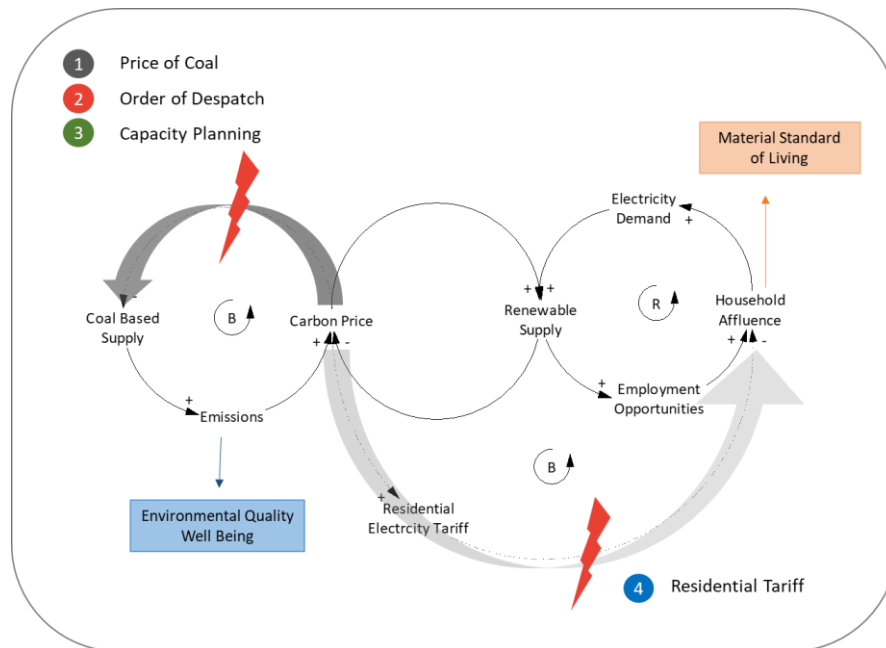 1 Price of Coal
2 Order of Despatch
3 Capacity Planning
Material Standard
of Living
Electricity
Demand
+
-
+
+
B
R
Coal Based
Supply
Carbon Price
Renewable
Supply
Household
Affluence
+
-
+
-
+
+
Emissions
+
Employment
Opportunities
B
+
Residential
Electrcity Tariff
Environmental Quality
Well Being
4 Residential Tariff